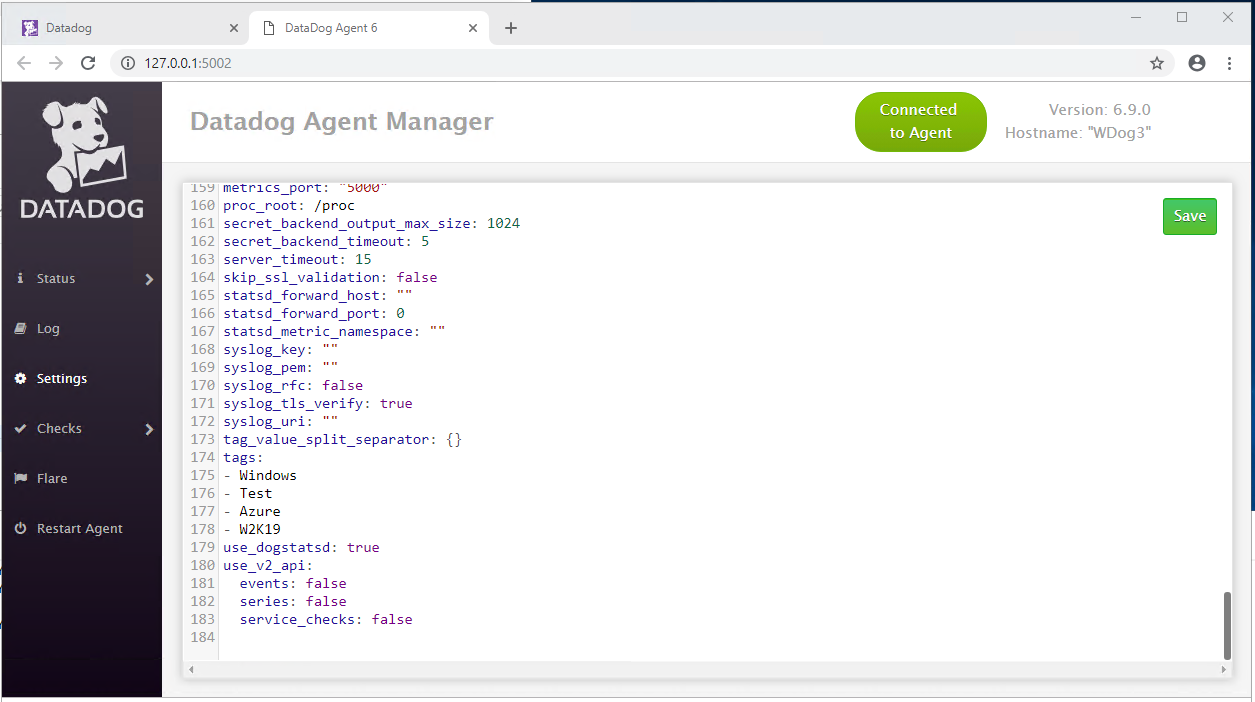 Datadog
DataDog Agent 6
127.0.0.1:5002
DATADOG
Status
Log
Settings
Checks
Flare
Restart Agent
Datadog Agent Manager
Connected
to Agent
Version: 6.9.0
Hostname: "WDog3"
Save
159 metrics_port: "5000"
160 proc_root: /proc
161 secret_backend_output_max_size: 1024
162 secret_backend_timeout: 5
163 server_timeout: 15
164 skip_ssl_validation: false
165 statsd_forward_host: ""
166 statsd_forward_port: 0
167 statsd_metric_namespace: ""
168 syslog_key: ""
169 syslog_pem: ""
170 syslog_rfc: false
171 syslog_tls_verify: true
172 syslog_uri: ""
173 tag_value_split_separator: {}
174 tags:
175 - Windows
176 - Test
177 - Azure
178 - W2K19
179 use_dogstatsd: true
180 use_v2_api:
181   events: false
182   series: false
183   service_checks: false
184